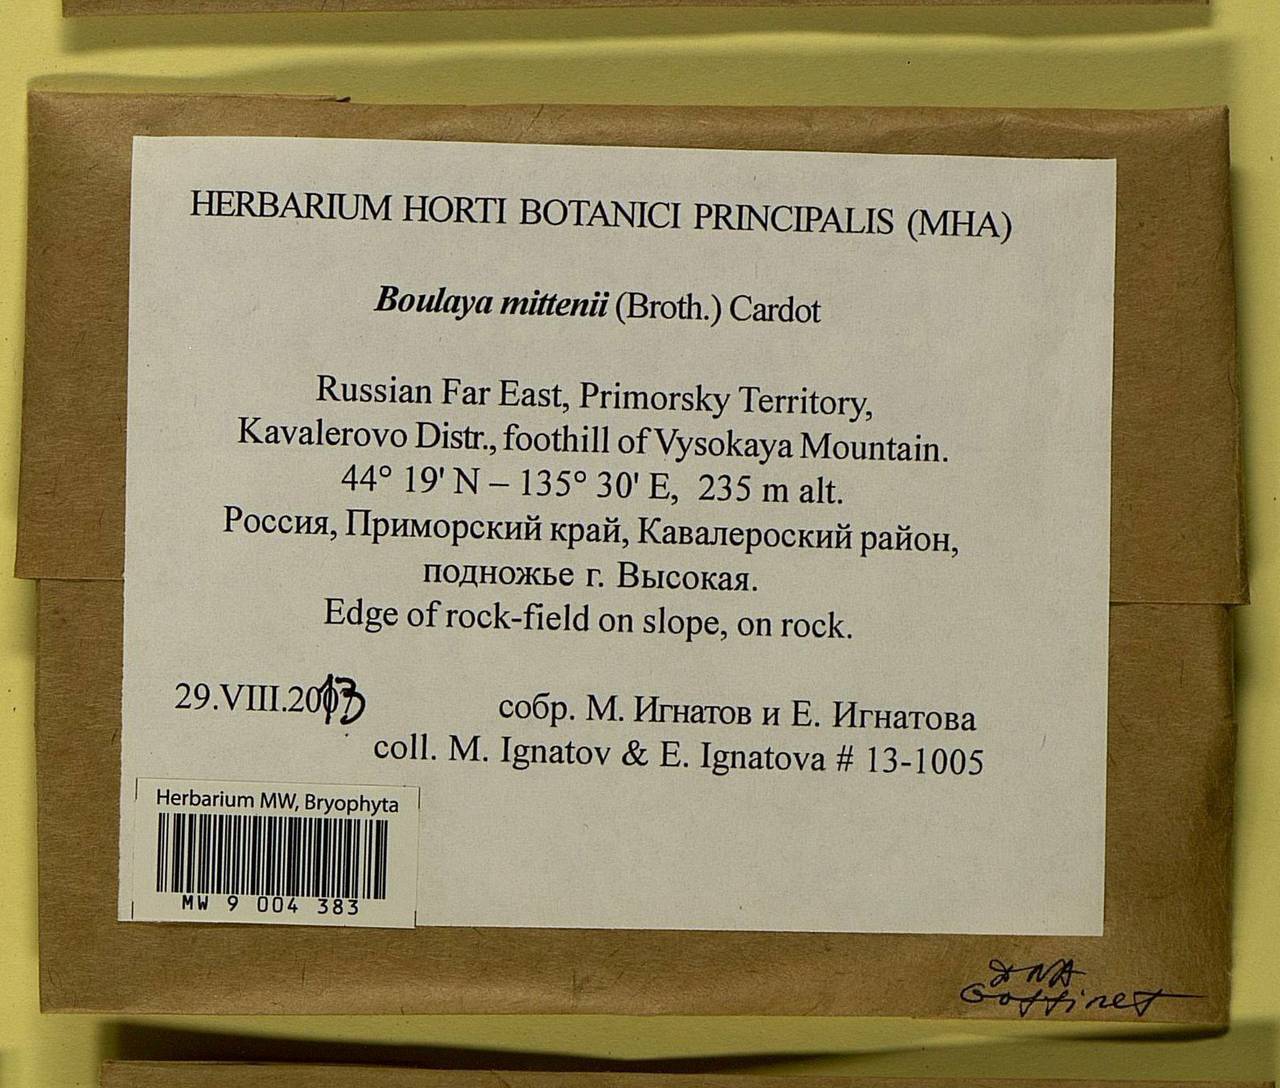 HERBARIUM HORTI BOTANICI PRINCIPALIS (MHA)
Boulaya mittenii (Broth.) Cardot
Russian Far East, Primorsky Territory,
Kavalerovo Distr., foothill of Vysokaya Mountain.
44° 19' N – 135° 30' E, 235 m alt.
Россия, Приморский край, Кавалероский район,
подножье г. Высокая.
Edge of rock-field on slope, on rock.
29.VIII.2013
собр. М. Игнатов и Е. Игнатова
coll. M. Ignatov & E. Ignatova # 13-1005
Herbarium MW, Bryophyta
MW 9 004 383
DNA
Goffinet